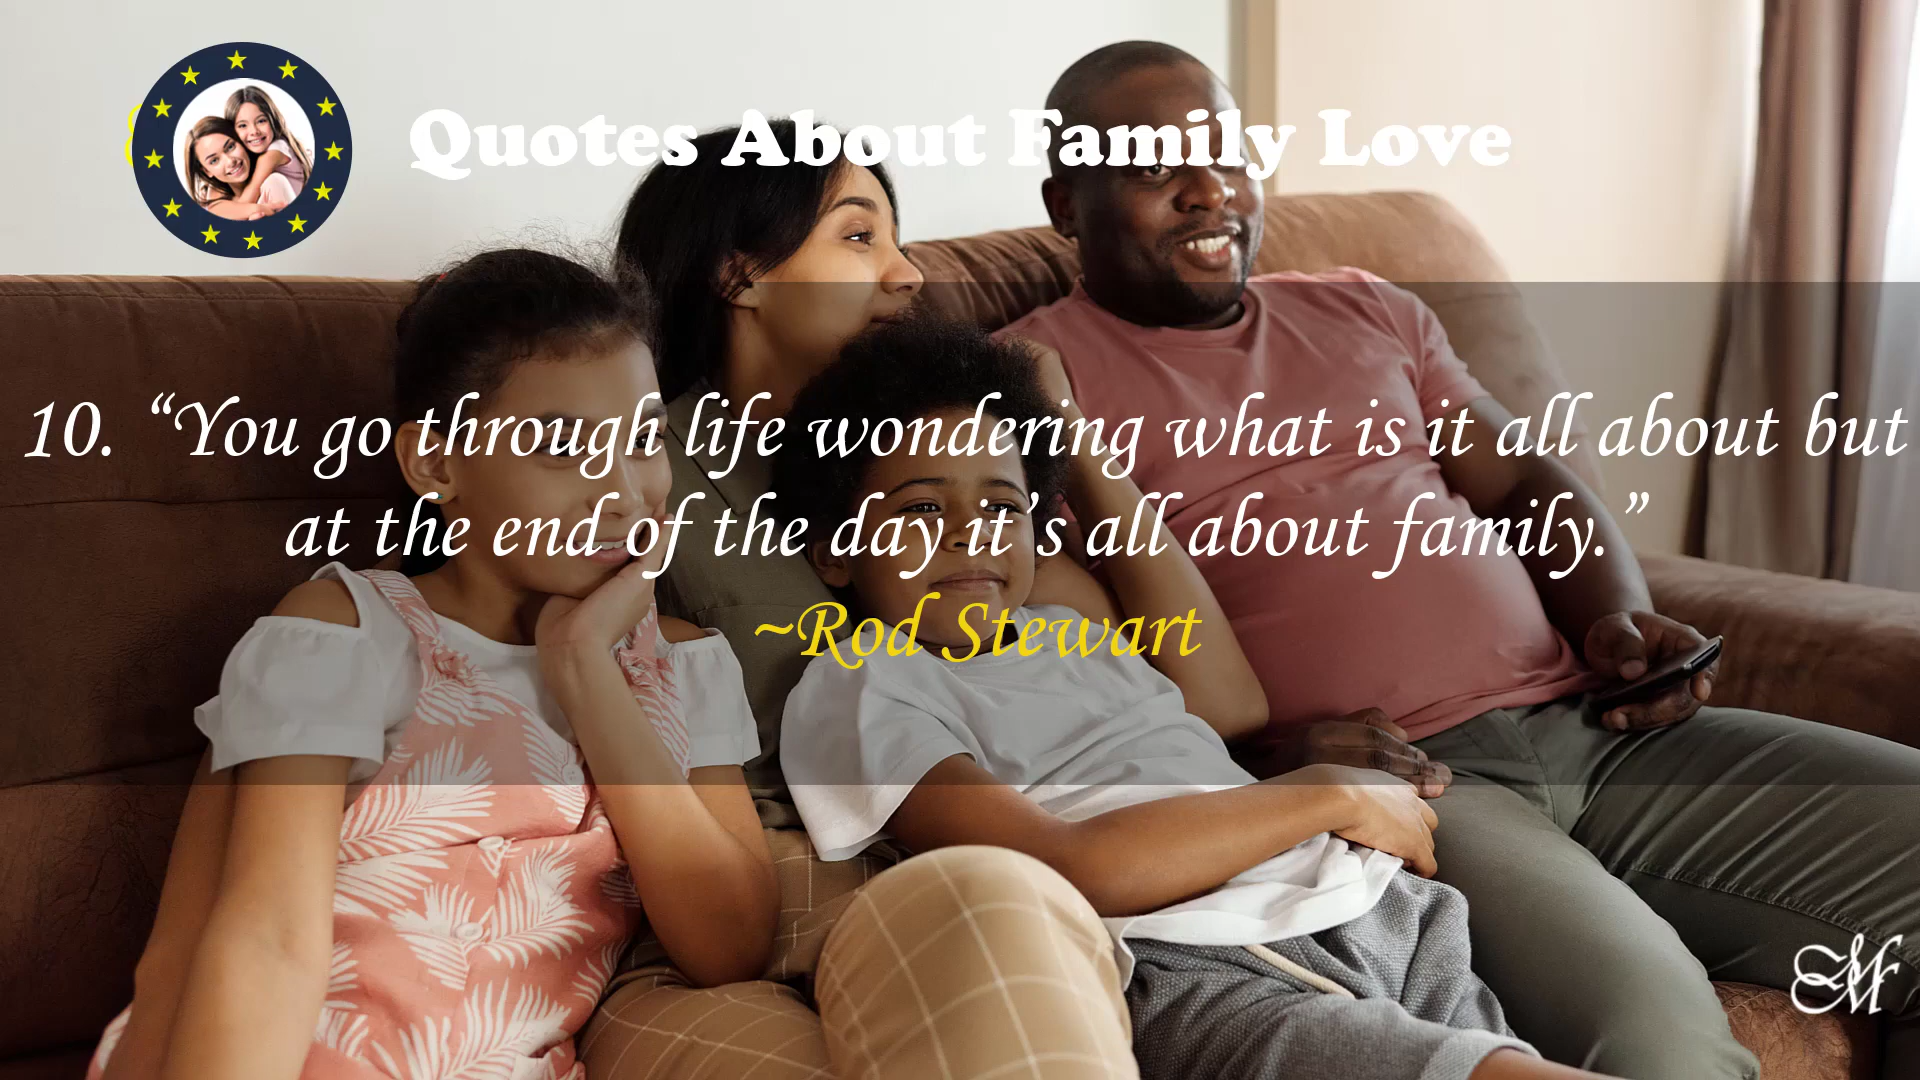 Quotes About Family Love
10. “You go through life wondering what is it all about but
at the end of the day it’s all about family.”
~Rod Stewart